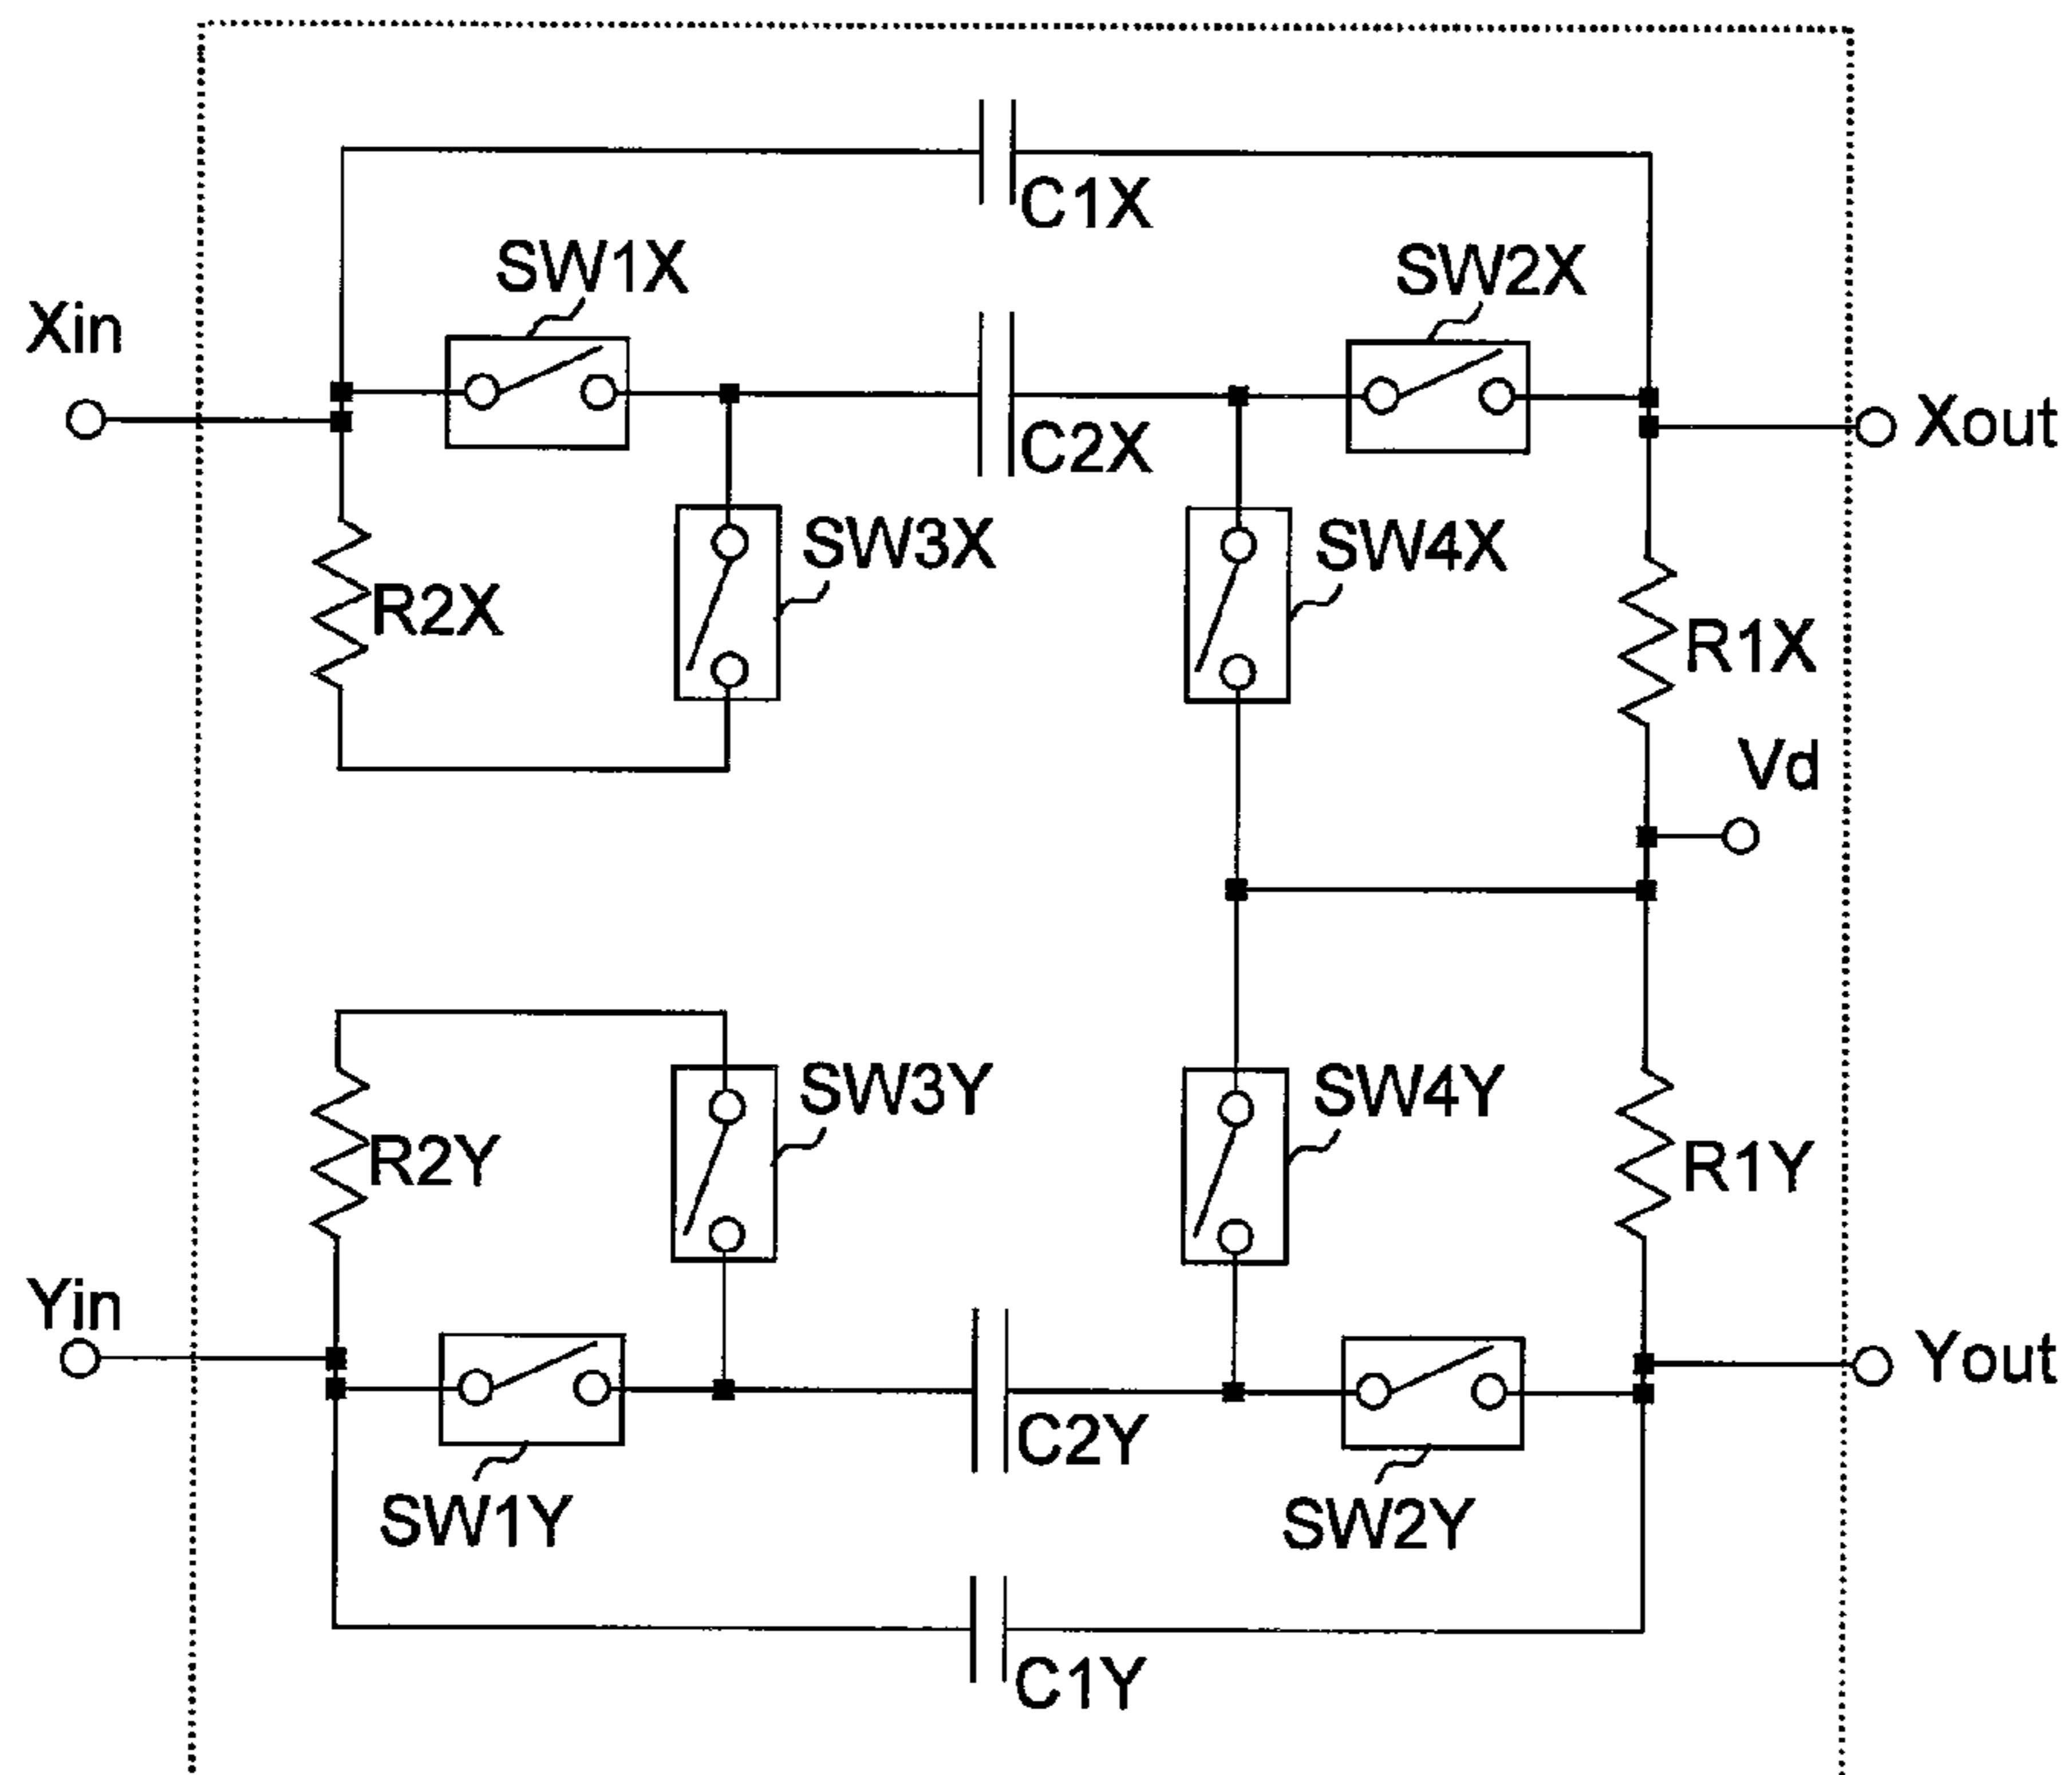 C1X
SW1X
SW2X
Xin
Xout
C2X
SW3X
SW4X
R2X
R1X
Vd
SW3Y
SW4Y
R2Y
R1Y
Yin
Yout
C2Y
SW1Y
SW2Y
C1Y